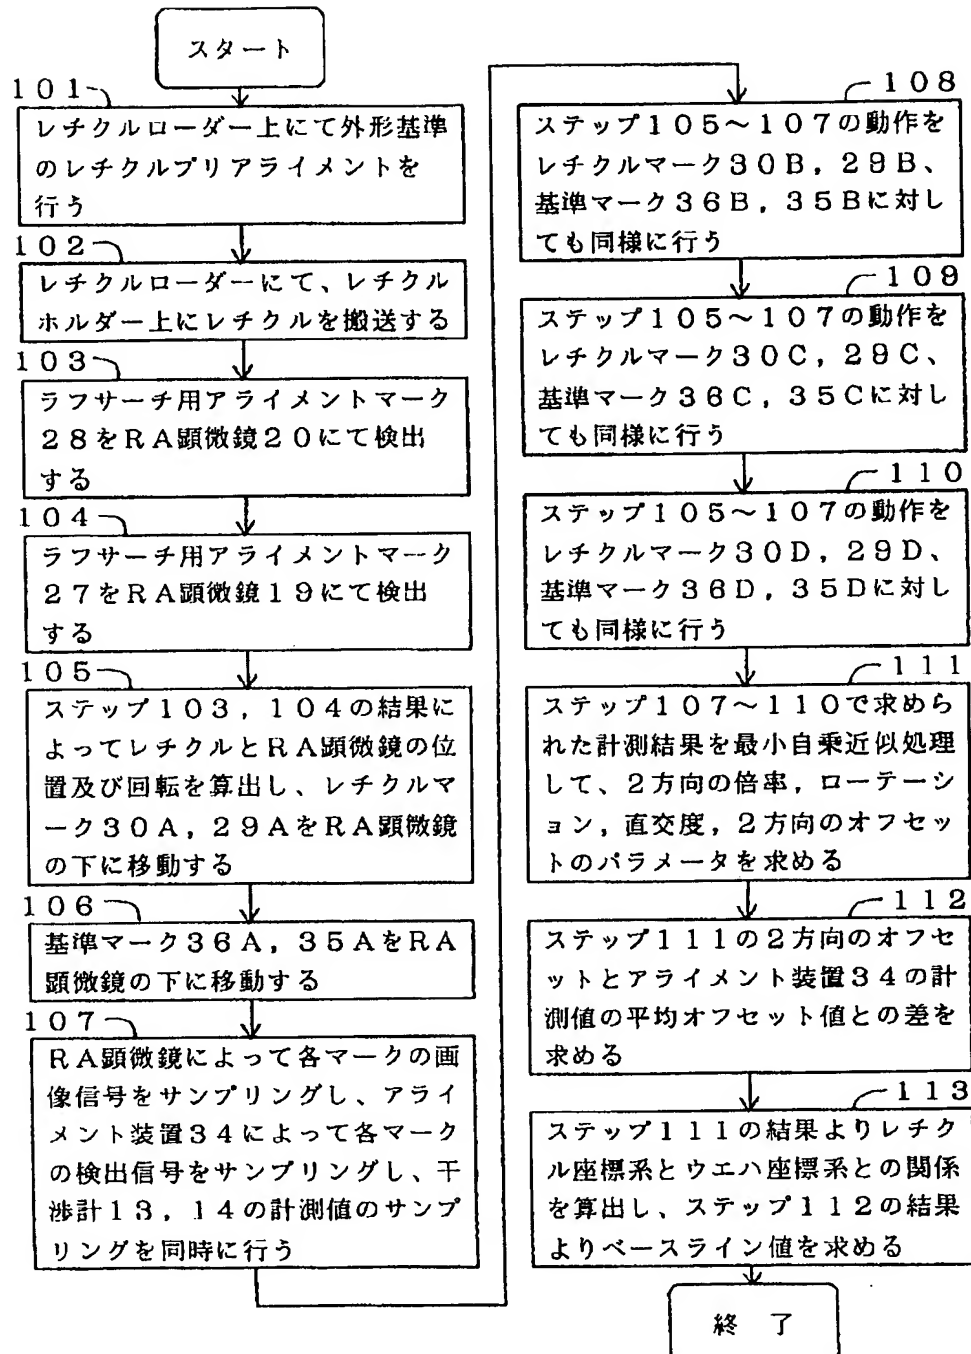 スタート
101
レチクルローダー上にて外形基準
のレチクルプリアライメントを
行う
102
レチクルローダーにて、レチクル
ホルダー上にレチクルを搬送する
103
ラフサーチ用アライメントマーク
28をRA顕微鏡20にて検出
する
104
ラフサーチ用アライメントマーク
27をRA顕微鏡19にて検出
する
105
ステップ103,104の結果に
よってレチクルとRA顕微鏡の位
置及び回転を算出し、レチクルマ
ーク30A,29AをRA顕微鏡
の下に移動する
106
基準マーク36A,35AをRA
顕微鏡の下に移動する
107
RA顕微鏡によって各マークの画
像信号をサンプリングし、アライ
メント装置34によって各マーク
の検出信号をサンプリングし、干
渉計13,14の計測値のサンプ
リングを同時に行う
108
ステップ105~107の動作を
レチクルマーク30B,29B、
基準マーク36B,35Bに対し
ても同様に行う
109
ステップ105~107の動作を
レチクルマーク30C,29C、
基準マーク36C,35Cに対し
ても同様に行う
110
ステップ105~107の動作を
レチクルマーク30D,29D、
基準マーク36D,35Dに対し
ても同様に行う
111
ステップ107~110で求めら
れた計測結果を最小自乗近似処理
して、2方向の倍率,ローテーシ
ョン,直交度,2方向のオフセット
のパラメータを求める
112
ステップ111の2方向のオフセ
ットとアライメント装置34の計
測値の平均オフセット値との差を
求める
113
ステップ111の結果よりレチク
ル座標系とウエハ座標系との関係
を算出し、ステップ112の結果
よりベースライン値を求める
終 了